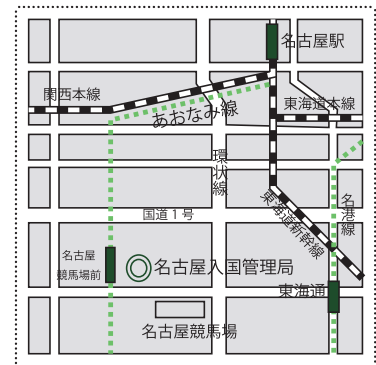 名古屋駅
関西本線
あおなみ線
東海道本線
環状線
名港線
東海道新幹線
国道1号
名古屋
競馬場前
名古屋入国管理局
東海通
名古屋競馬場